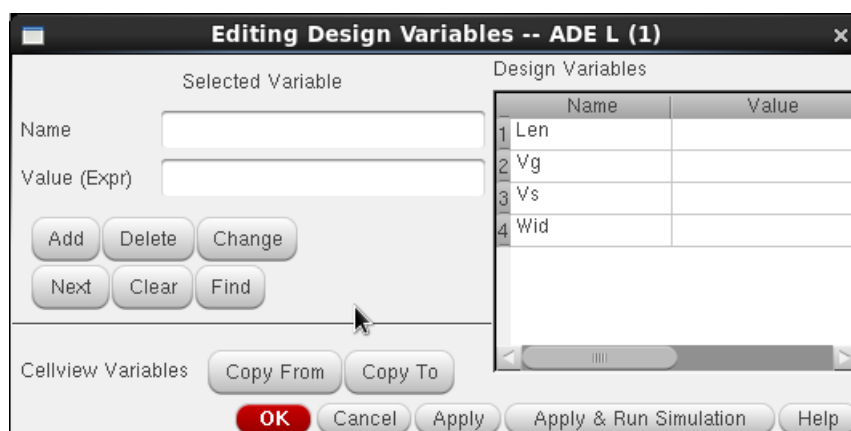 Editing Design Variables -- ADE L (1)
Selected Variable
Name
Value (Expr)
Add Delete Change
Next Clear Find
Cellview Variables Copy From Copy To
Design Variables
Name Value
1 Len
2 Vg
3 Vs
4 Wid
OK Cancel Apply Apply & Run Simulation Help